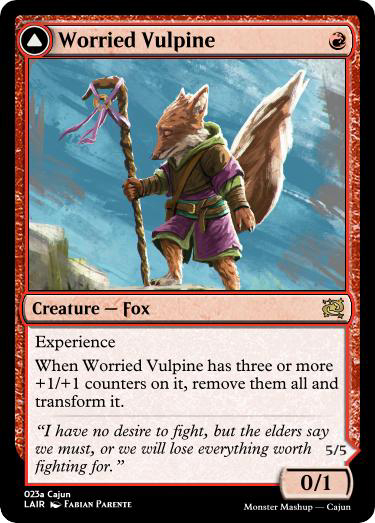 Worried Vulpine
Creature — Fox
Experience
When Worried Vulpine has three or more
+1/+1 counters on it, remove them all and
transform it.
“I have no desire to fight, but the elders say
we must, or we will lose everything worth
fighting for.”
5/5
0/1
023a Cajun
LAIR Fabian Parente
Monster Mashup — Cajun